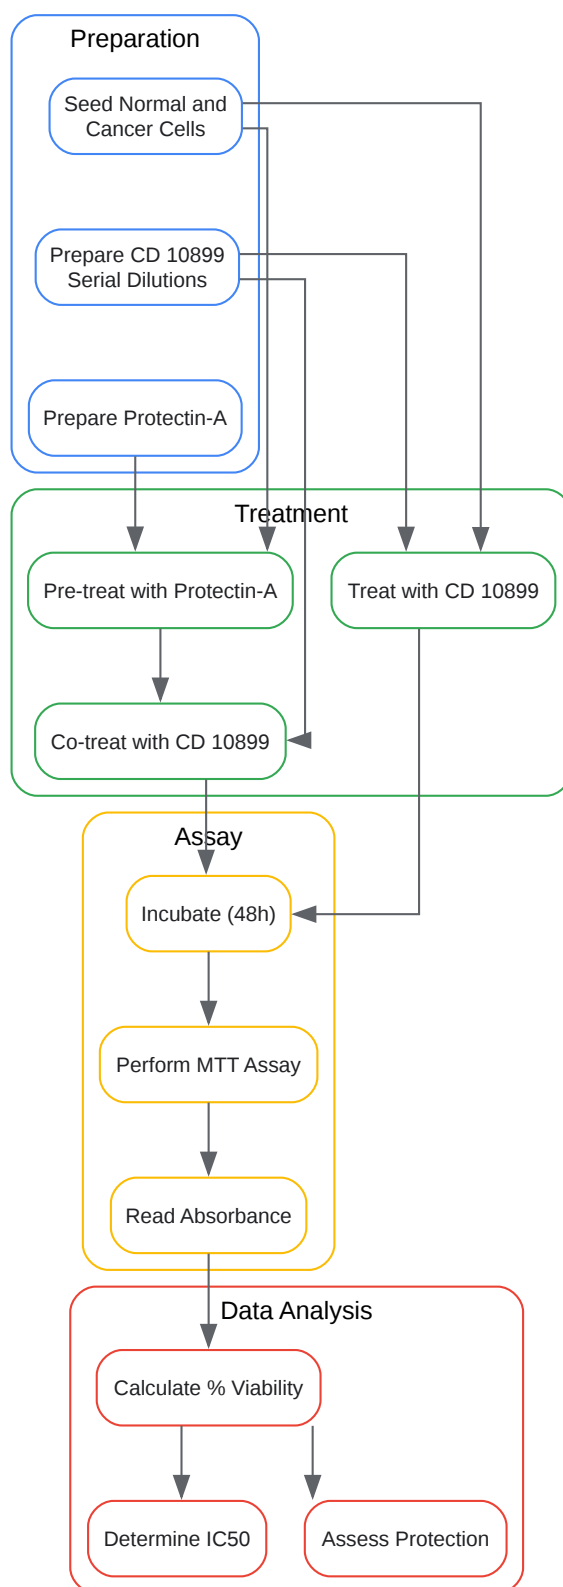 Preparation
Seed Normal and
Cancer Cells
Prepare CD 10899
Serial Dilutions
Prepare Protectin-A
Treatment
Pre-treat with Protectin-A
Treat with CD 10899
Co-treat with CD 10899
Assay
Incubate (48h)
Perform MTT Assay
Read Absorbance
Data Analysis
Calculate % Viability
Determine IC50
Assess Protection